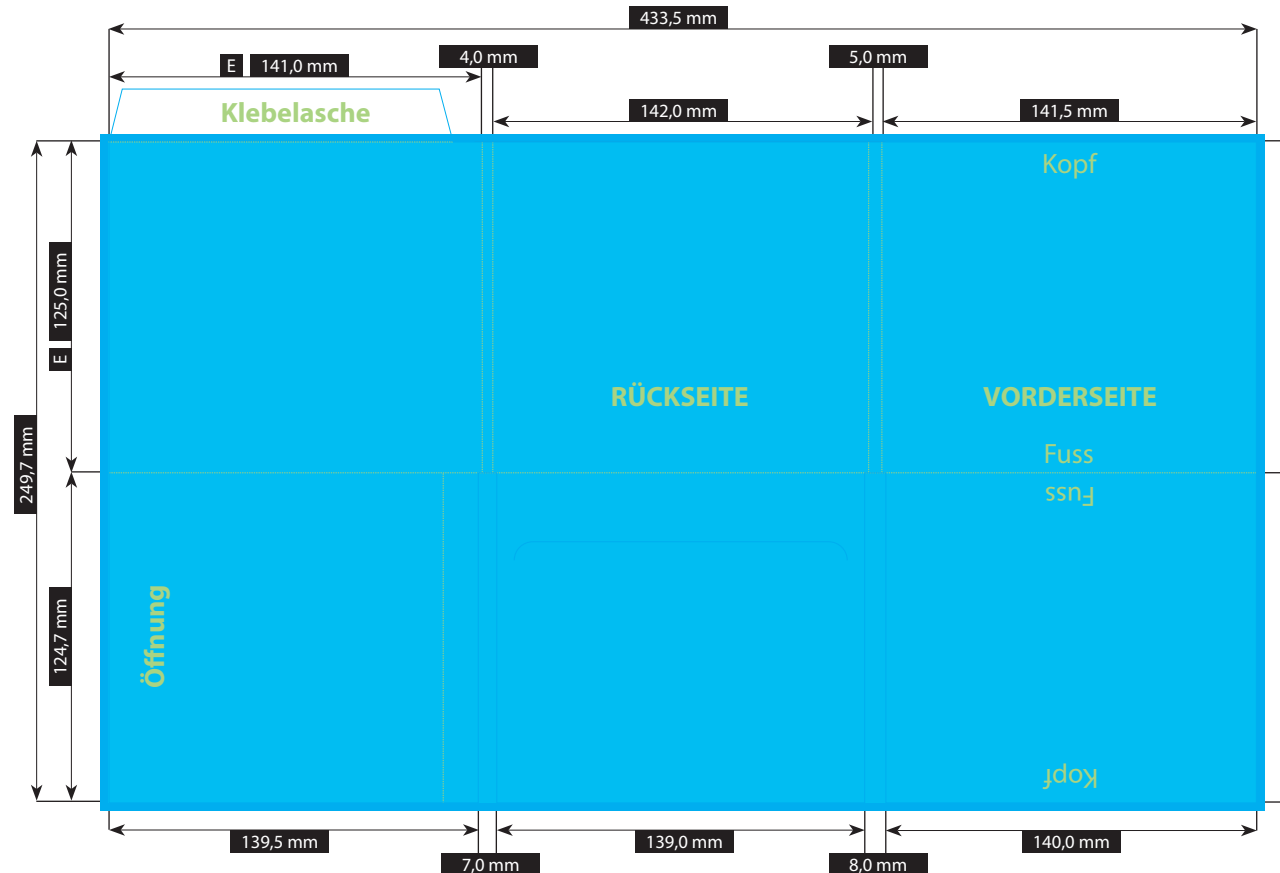 433,5 mm
E 141,0 mm
4,0 mm
5,0 mm
Klebelasche
142,0 mm
141,5 mm
Kopf
E 125,0 mm
249,7 mm
RÜCKSEITE
VORDERSEITE
Fuss
Fuss
Öffnung
124,7 mm
Kopf
139,5 mm
7,0 mm
139,0 mm
8,0 mm
140,0 mm